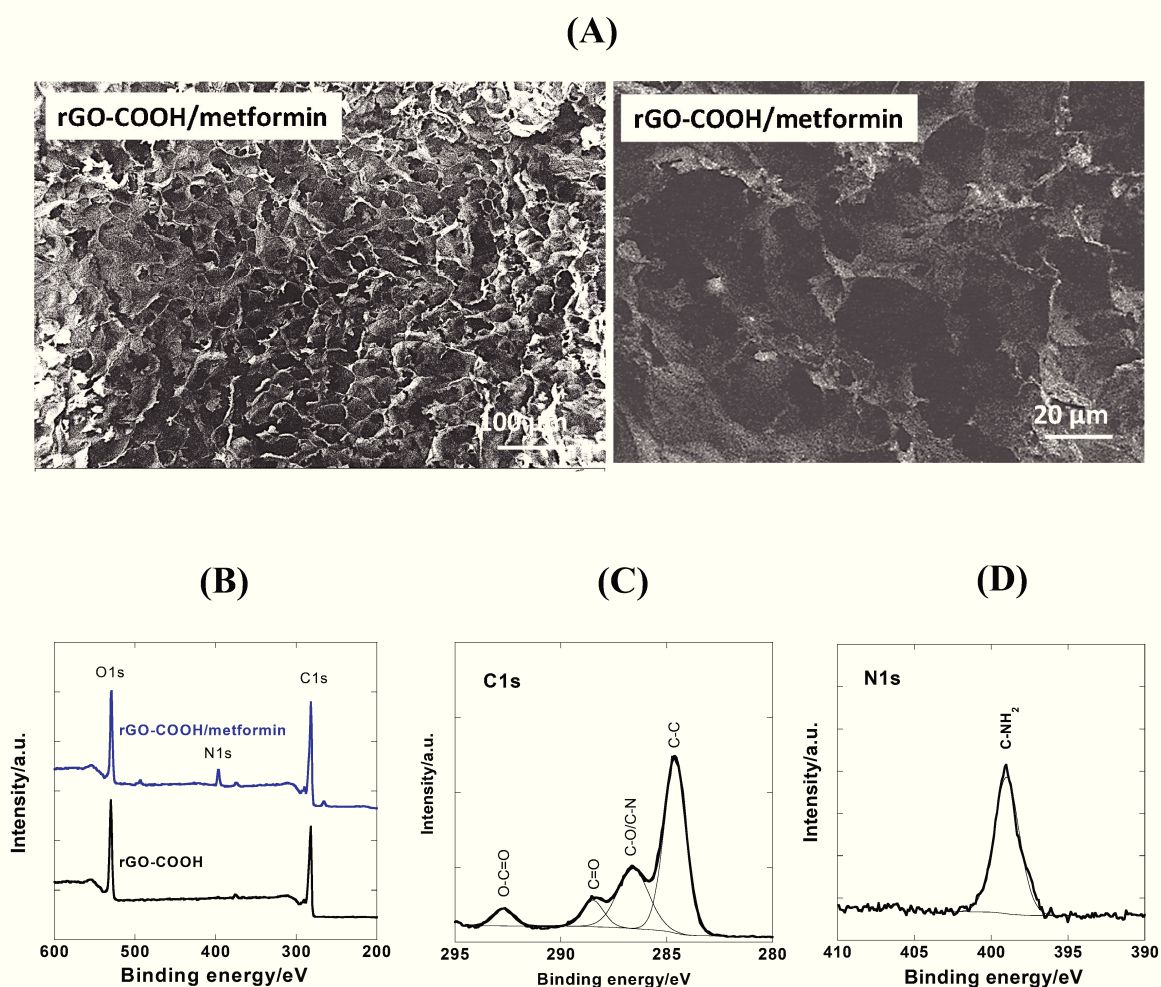 (A)
rGO-COOH/metformin
rGO-COOH/metformin
100 µm
20 µm
(B)
(C)
(D)
O1s
C1s
rGO-COOH/metformin
N1s
rGO-COOH
Intensity/a.u.
600 500 400 300 200
Binding energy/eV
C1s
O-C=O
C=O
C-O/C-N
C-C
Intensity/a.u.
295 290 285 280
Binding energy/eV
N1s
C-NH₂
Intensity/a.u.
410 405 400 395 390
Binding energy/eV